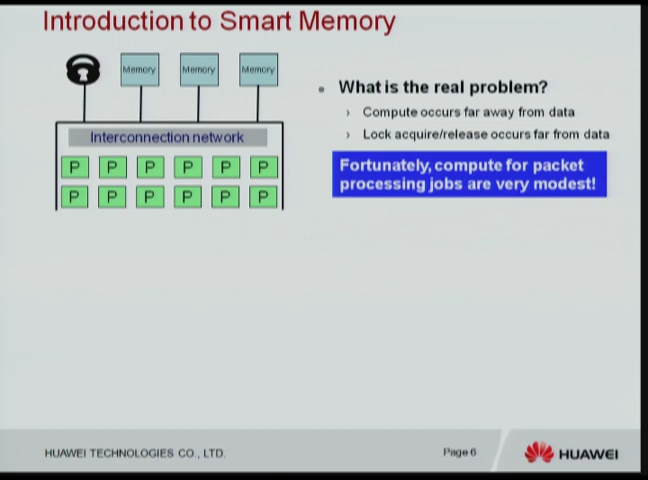 Introduction to Smart Memory
Memory Memory Memory
Interconnection network
P P P P P P
P P P P P P
What is the real problem?
Compute occurs far away from data
Lock acquire/release occurs far from data
Fortunately, compute for packet
processing jobs are very modest!
HUAWEI TECHNOLOGIES CO., LTD.
Page 6
HUAWEI